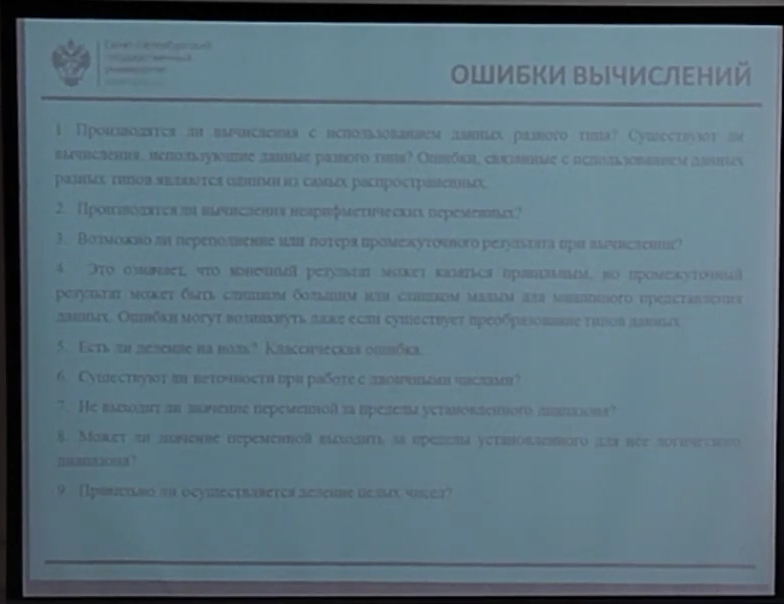 Санкт-Петербургский
государственный
университет
ОШИБКИ ВЫЧИСЛЕНИЙ
1. Производятся ли вычисления с использованием данных разного типа? Существуют ли
вычисления, использующие данные разного типа? Ошибки, связанные с использованием данных
разных типов являются одними из самых распространенных.
2. Производятся ли вычисления неарифметических переменных?
3. Возможно ли переполнение или потеря промежуточного результата при вычислении?
4. Это означает, что конечный результат может казаться правильным, но промежуточный
результат может быть слишком большим или слишком малым для машинного представления
данных. Ошибки могут возникнуть даже если существует преобразование типов данных.
5. Есть ли деление на ноль? Классическая ошибка.
6. Существуют ли неточности при работе с двоичными числами?
7. Не выходит ли значение переменной за пределы установленного диапазона?
8. Может ли значение переменной выходить за пределы установленного для нее логического
диапазона?
9. Правильно ли осуществляется деление целых чисел?